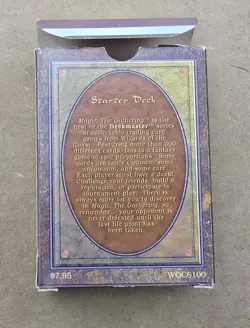 Starter Deck
Magic: The Gathering™ is
the first in the Deckmaster™ series
of collectable trading card
games from Wizards of the
Coast. Featuring more than 300
different cards, this is a fantasy
game of epic proportions. Some
cards are fairly common, some
uncommon, and some rare.
Each player must have a deck!
Challenge your friends, build a
reputation, or participate in
tournament play. There is
always more for you to discover
in Magic: The Gathering, so
remember... your opponent is
never defeated until the
last life point has
been taken.
$7.95
WOC6100